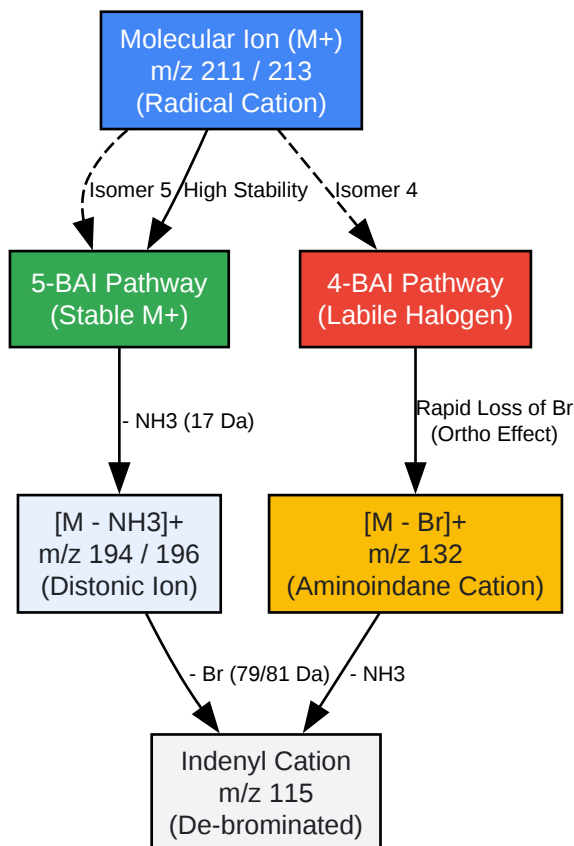 Molecular Ion (M+)
m/z 211 / 213
(Radical Cation)
Isomer 5
High Stability
Isomer 4
5-BAI Pathway
(Stable M+)
4-BAI Pathway
(Labile Halogen)
- NH3 (17 Da)
Rapid Loss of Br
(Ortho Effect)
[M - NH3]+
m/z 194 / 196
(Distonic Ion)
[M - Br]+
m/z 132
(Aminoindane Cation)
- Br (79/81 Da)
- NH3
Indenyl Cation
m/z 115
(De-brominated)